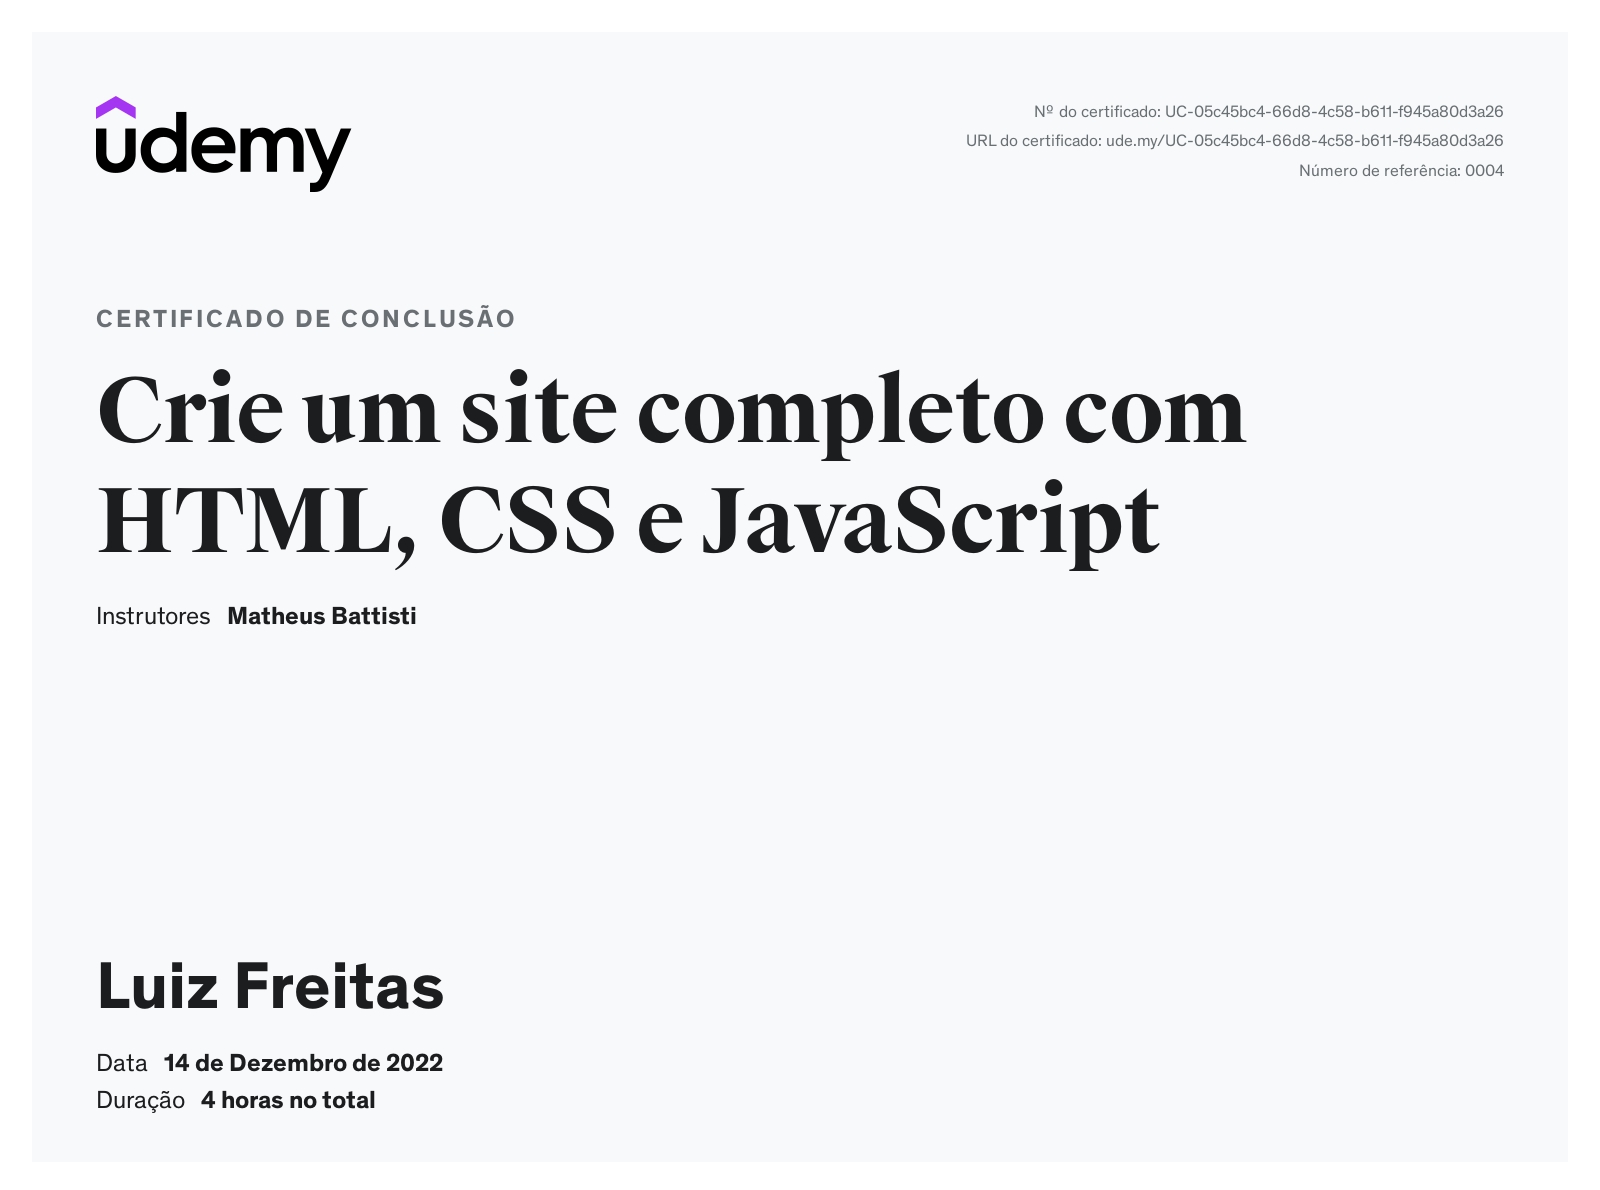 udemy
Nº do certificado: UC-05c45bc4-66d8-4c58-b611-f945a80d3a26
URL do certificado: ude.my/UC-05c45bc4-66d8-4c58-b611-f945a80d3a26
Número de referência: 0004
CERTIFICADO DE CONCLUSÃO
Crie um site completo com
HTML, CSS e JavaScript
Instrutores Matheus Battisti
Luiz Freitas
Data 14 de Dezembro de 2022
Duração 4 horas no total